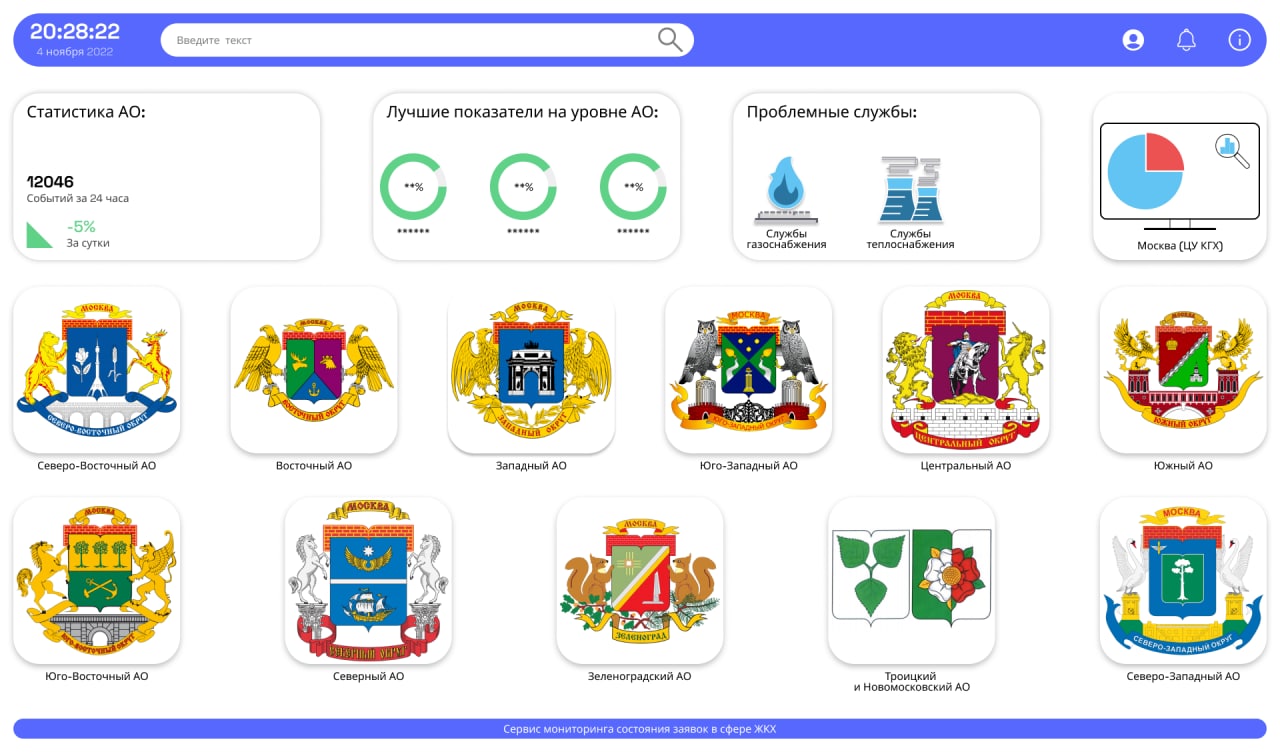 20:28:22
4 ноября 2022
Введите текст
Статистика АО:
12046
Событий за 24 часа
-5%
За сутки
Лучшие показатели на уровне АО:
**%
**%
**%
******
******
******
Проблемные службы:
Службы
газоснабжения
Службы
теплоснабжения
Москва (ЦУ КГХ)
МОСКВА
СЕВЕРО-ВОСТОЧНЫЙ ОКРУГ
Северо-Восточный АО
МОСКВА
ВОСТОЧНЫЙ ОКРУГ
Восточный АО
МОСКВА
ЗАПАДНЫЙ ОКРУГ
Западный АО
МОСКВА
ЮГО-ЗАПАДНЫЙ ОКРУГ
Юго-Западный АО
МОСКВА
ЦЕНТРАЛЬНЫЙ ОКРУГ
Центральный АО
МОСКВА
ЮЖНЫЙ ОКРУГ
Южный АО
МОСКВА
ЮГО-ВОСТОЧНЫЙ ОКРУГ
Юго-Восточный АО
МОСКВА
СЕВЕРНЫЙ ОКРУГ
Северный АО
МОСКВА
ЗЕЛЕНОГРАД
Зеленоградский АО
Троицкий
и Новомосковский АО
МОСКВА
СЕВЕРО-ЗАПАДНЫЙ ОКРУГ
Северо-Западный АО
Сервис мониторинга состояния заявок в сфере ЖКХ